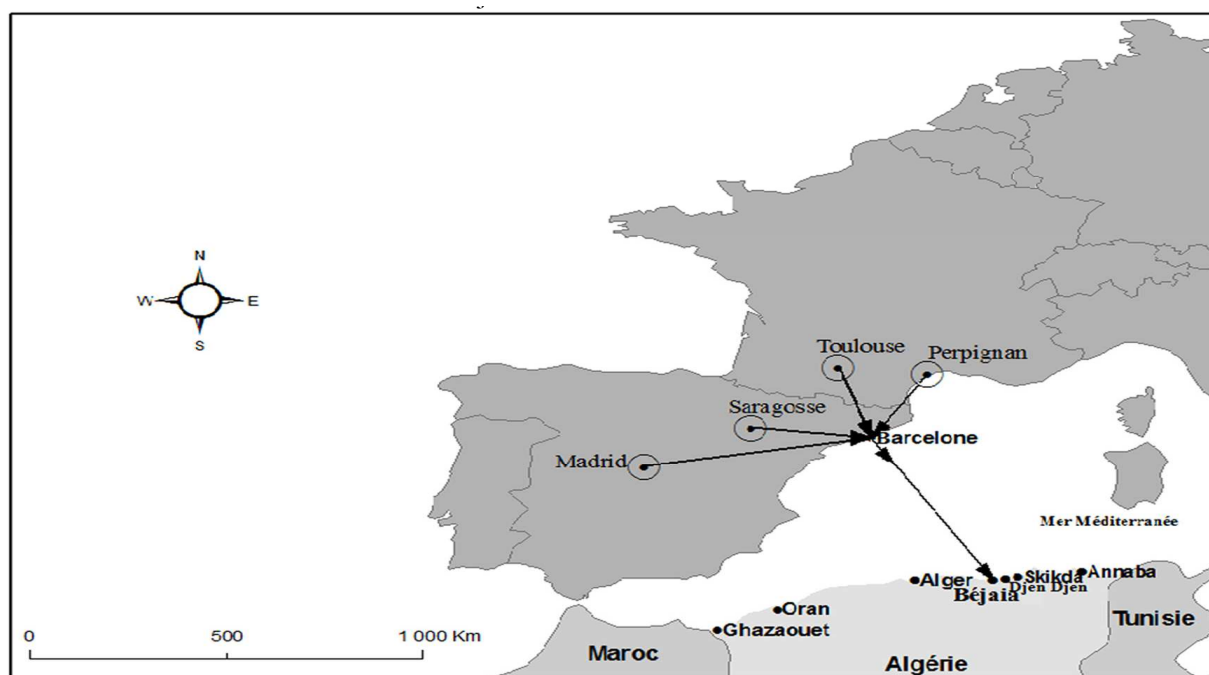 N
W E
S
Toulouse
Perpignan
Saragosse
Barcelone
Madrid
Mer Méditerranée
Annaba
Skikda
Alger
Djen Djen
Béjaia
Oran
Tunisie
Ghazaouet
0 500 1 000 Km
Maroc
Algérie